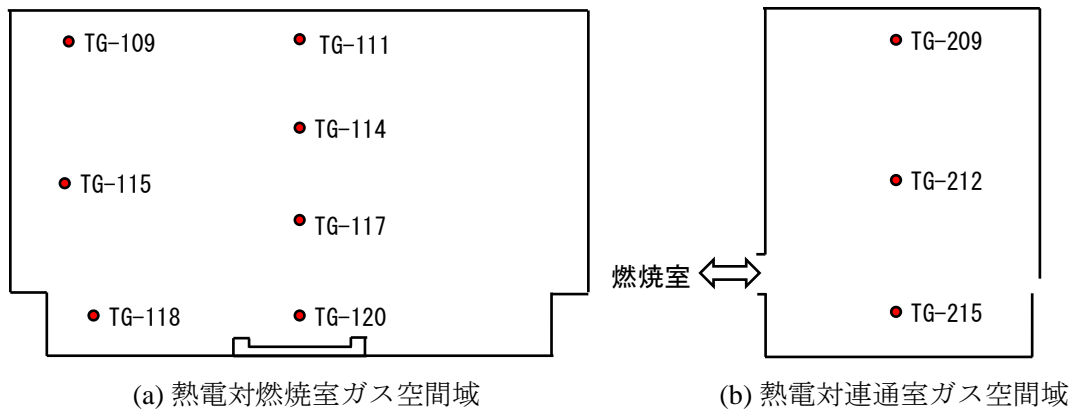 TG-109
TG-111
TG-114
TG-115
TG-117
TG-118
TG-120
(a) 熱電対燃焼室ガス空間域
TG-209
TG-212
燃焼室
TG-215
(b) 熱電対連通室ガス空間域